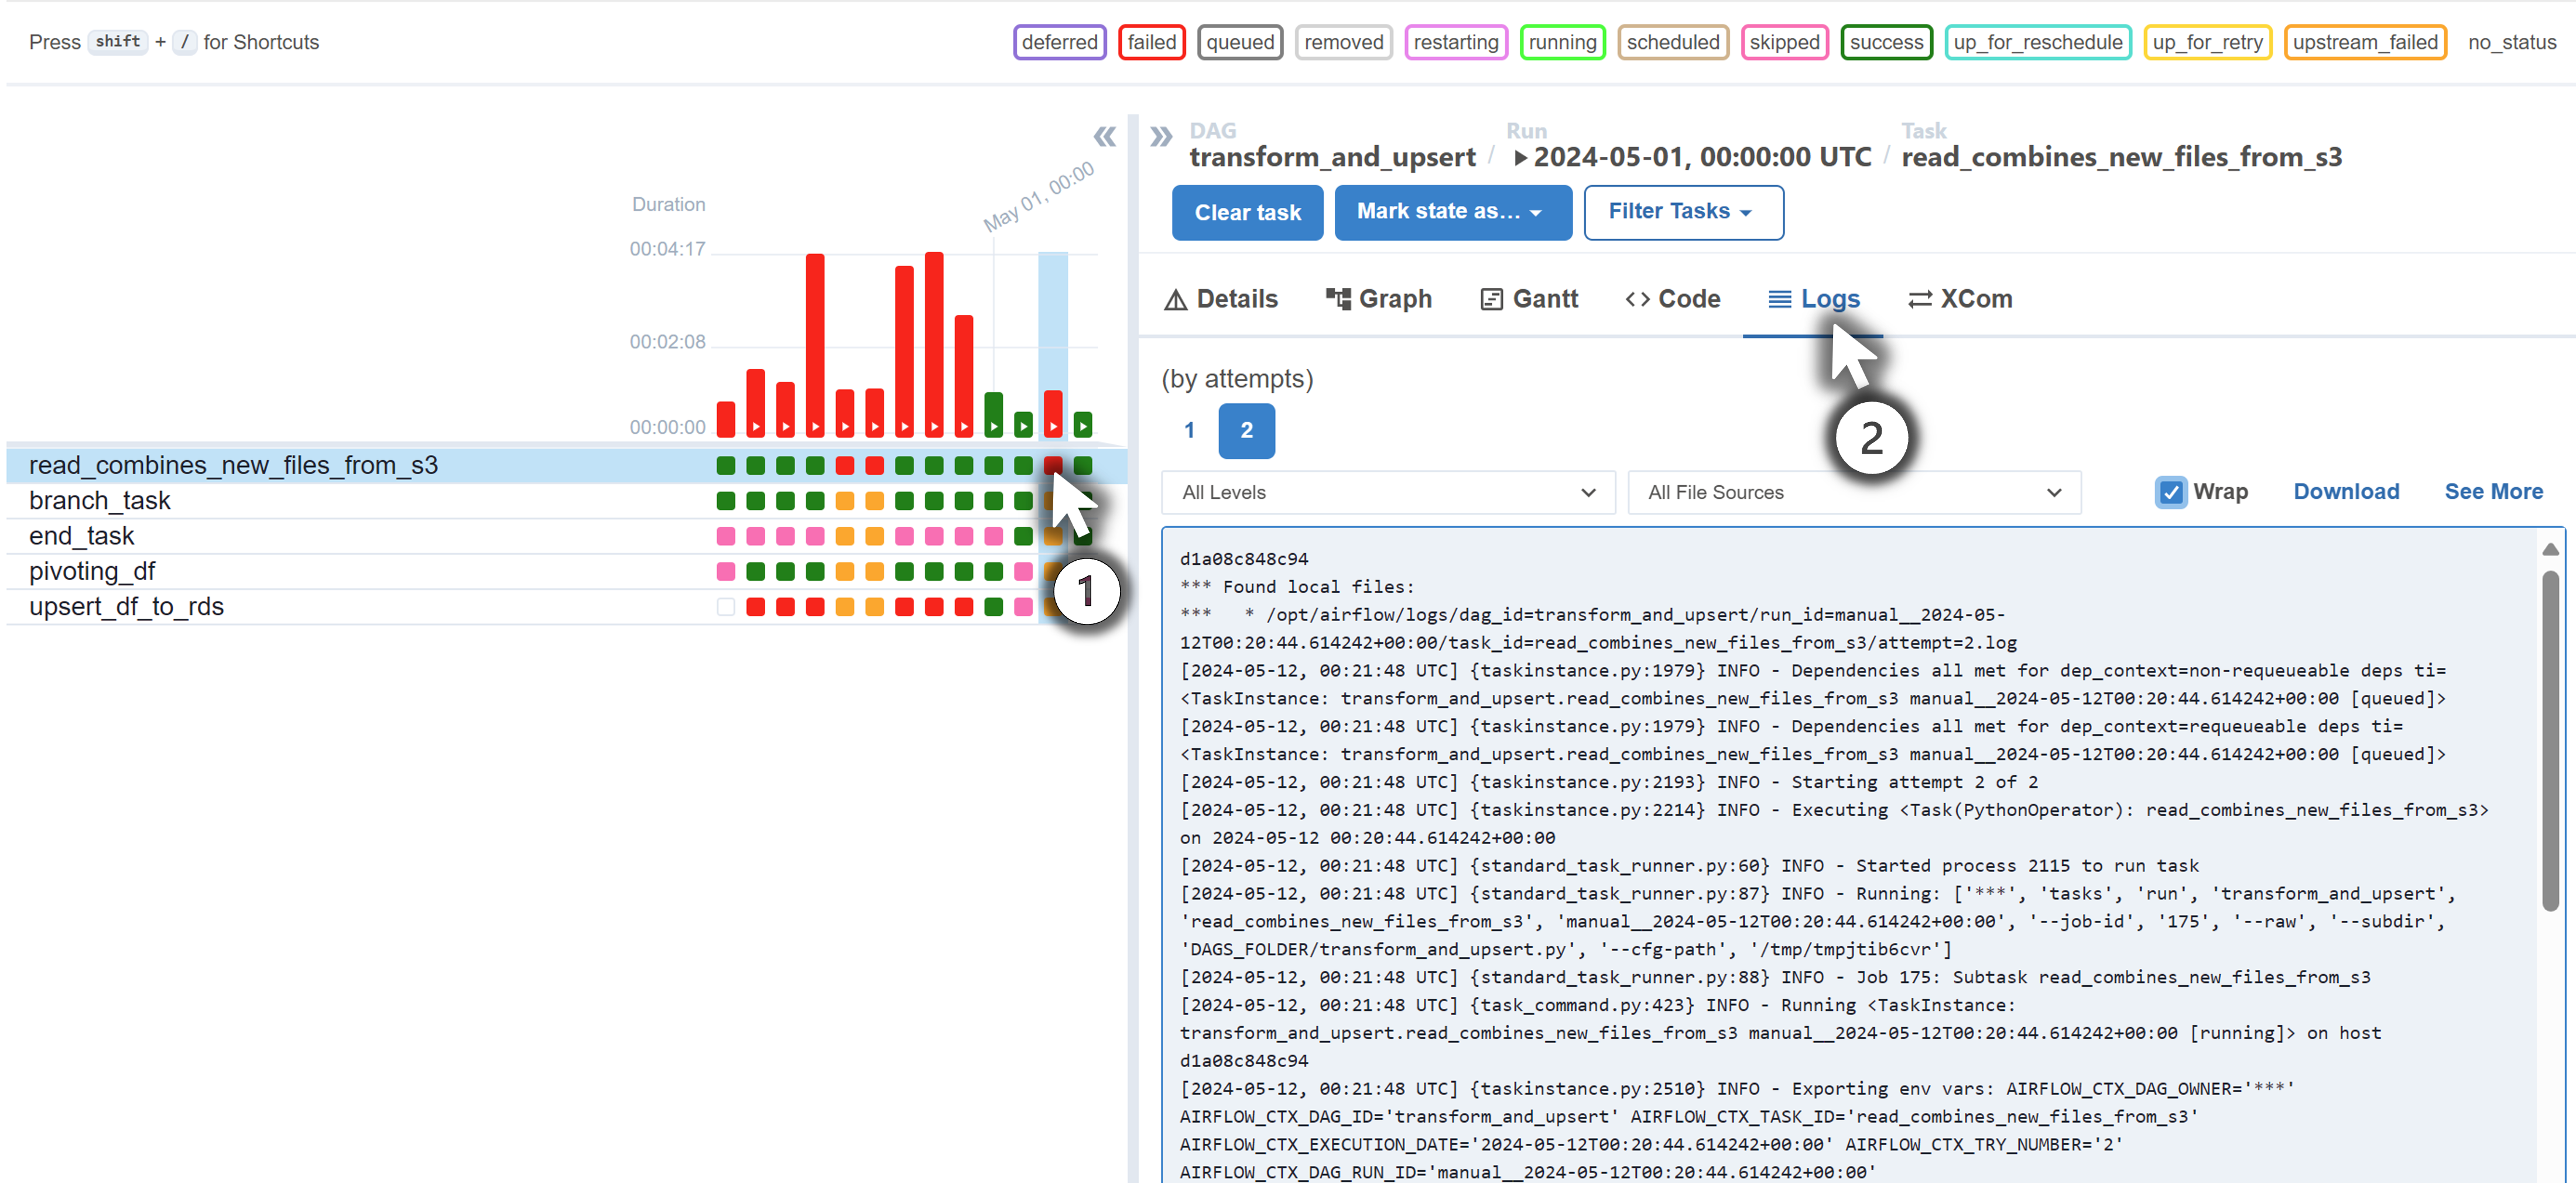 Press shift + / for Shortcuts
deferred failed queued removed restarting running scheduled skipped success up_for_reschedule up_for_retry upstream_failed no_status
Duration
May 01, 00:00
00:04:17
00:02:08
00:00:00
read_combines_new_files_from_s3
branch_task
end_task
pivoting_df
upsert_df_to_rds
1
DAG Run Task
transform_and_upsert / 2024-05-01, 00:00:00 UTC / read_combines_new_files_from_s3
Clear task Mark state as... Filter Tasks
Details Graph Gantt Code Logs XCom
2
(by attempts)
1 2
All Levels All File Sources Wrap Download See More
d1a08c848c94
*** Found local files:
***   * /opt/airflow/logs/dag_id=transform_and_upsert/run_id=manual__2024-05-
12T00:20:44.614242+00:00/task_id=read_combines_new_files_from_s3/attempt=2.log
[2024-05-12, 00:21:48 UTC] {taskinstance.py:1979} INFO - Dependencies all met for dep_context=non-requeueable deps ti=
<TaskInstance: transform_and_upsert.read_combines_new_files_from_s3 manual__2024-05-12T00:20:44.614242+00:00 [queued]>
[2024-05-12, 00:21:48 UTC] {taskinstance.py:1979} INFO - Dependencies all met for dep_context=requeueable deps ti=
<TaskInstance: transform_and_upsert.read_combines_new_files_from_s3 manual__2024-05-12T00:20:44.614242+00:00 [queued]>
[2024-05-12, 00:21:48 UTC] {taskinstance.py:2193} INFO - Starting attempt 2 of 2
[2024-05-12, 00:21:48 UTC] {taskinstance.py:2214} INFO - Executing <Task(PythonOperator): read_combines_new_files_from_s3>
on 2024-05-12 00:20:44.614242+00:00
[2024-05-12, 00:21:48 UTC] {standard_task_runner.py:60} INFO - Started process 2115 to run task
[2024-05-12, 00:21:48 UTC] {standard_task_runner.py:87} INFO - Running: ['***', 'tasks', 'run', 'transform_and_upsert',
'read_combines_new_files_from_s3', 'manual__2024-05-12T00:20:44.614242+00:00', '--job-id', '175', '--raw', '--subdir',
'DAGS_FOLDER/transform_and_upsert.py', '--cfg-path', '/tmp/tmpjtib6cvr']
[2024-05-12, 00:21:48 UTC] {standard_task_runner.py:88} INFO - Job 175: Subtask read_combines_new_files_from_s3
[2024-05-12, 00:21:48 UTC] {task_command.py:423} INFO - Running <TaskInstance:
transform_and_upsert.read_combines_new_files_from_s3 manual__2024-05-12T00:20:44.614242+00:00 [running]> on host
d1a08c848c94
[2024-05-12, 00:21:48 UTC] {taskinstance.py:2510} INFO - Exporting env vars: AIRFLOW_CTX_DAG_OWNER='***'
AIRFLOW_CTX_DAG_ID='transform_and_upsert' AIRFLOW_CTX_TASK_ID='read_combines_new_files_from_s3'
AIRFLOW_CTX_EXECUTION_DATE='2024-05-12T00:20:44.614242+00:00' AIRFLOW_CTX_TRY_NUMBER='2'
AIRFLOW_CTX_DAG_RUN_ID='manual__2024-05-12T00:20:44.614242+00:00'